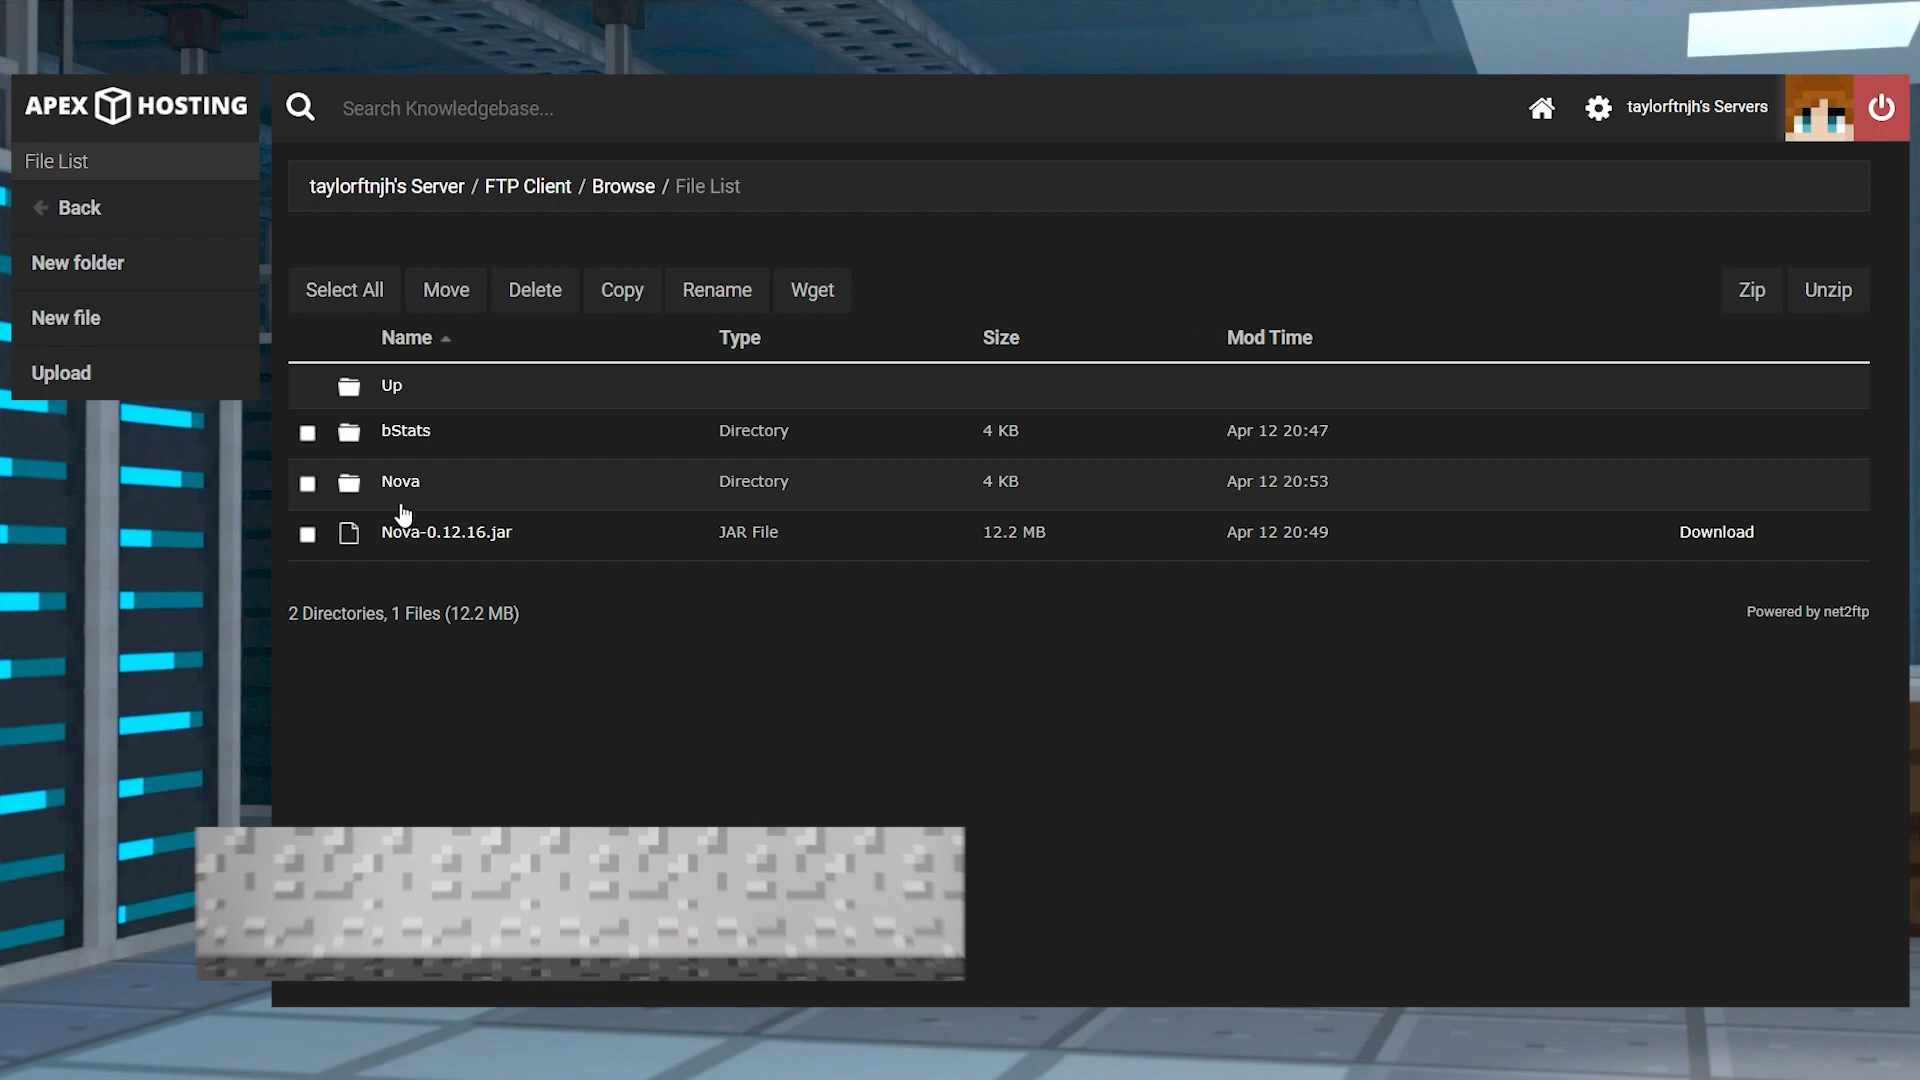 APEX HOSTING
Search Knowledgebase...
taylorftnjh's Servers
File List
Back
New folder
New file
Upload
taylorftnjh's Server / FTP Client / Browse / File List
Select All Move Delete Copy Rename Wget Zip Unzip
Name Type Size Mod Time
Up
bStats Directory 4 KB Apr 12 20:47
Nova Directory 4 KB Apr 12 20:53
Nova-0.12.16.jar JAR File 12.2 MB Apr 12 20:49 Download
2 Directories, 1 Files (12.2 MB)
Powered by net2ftp